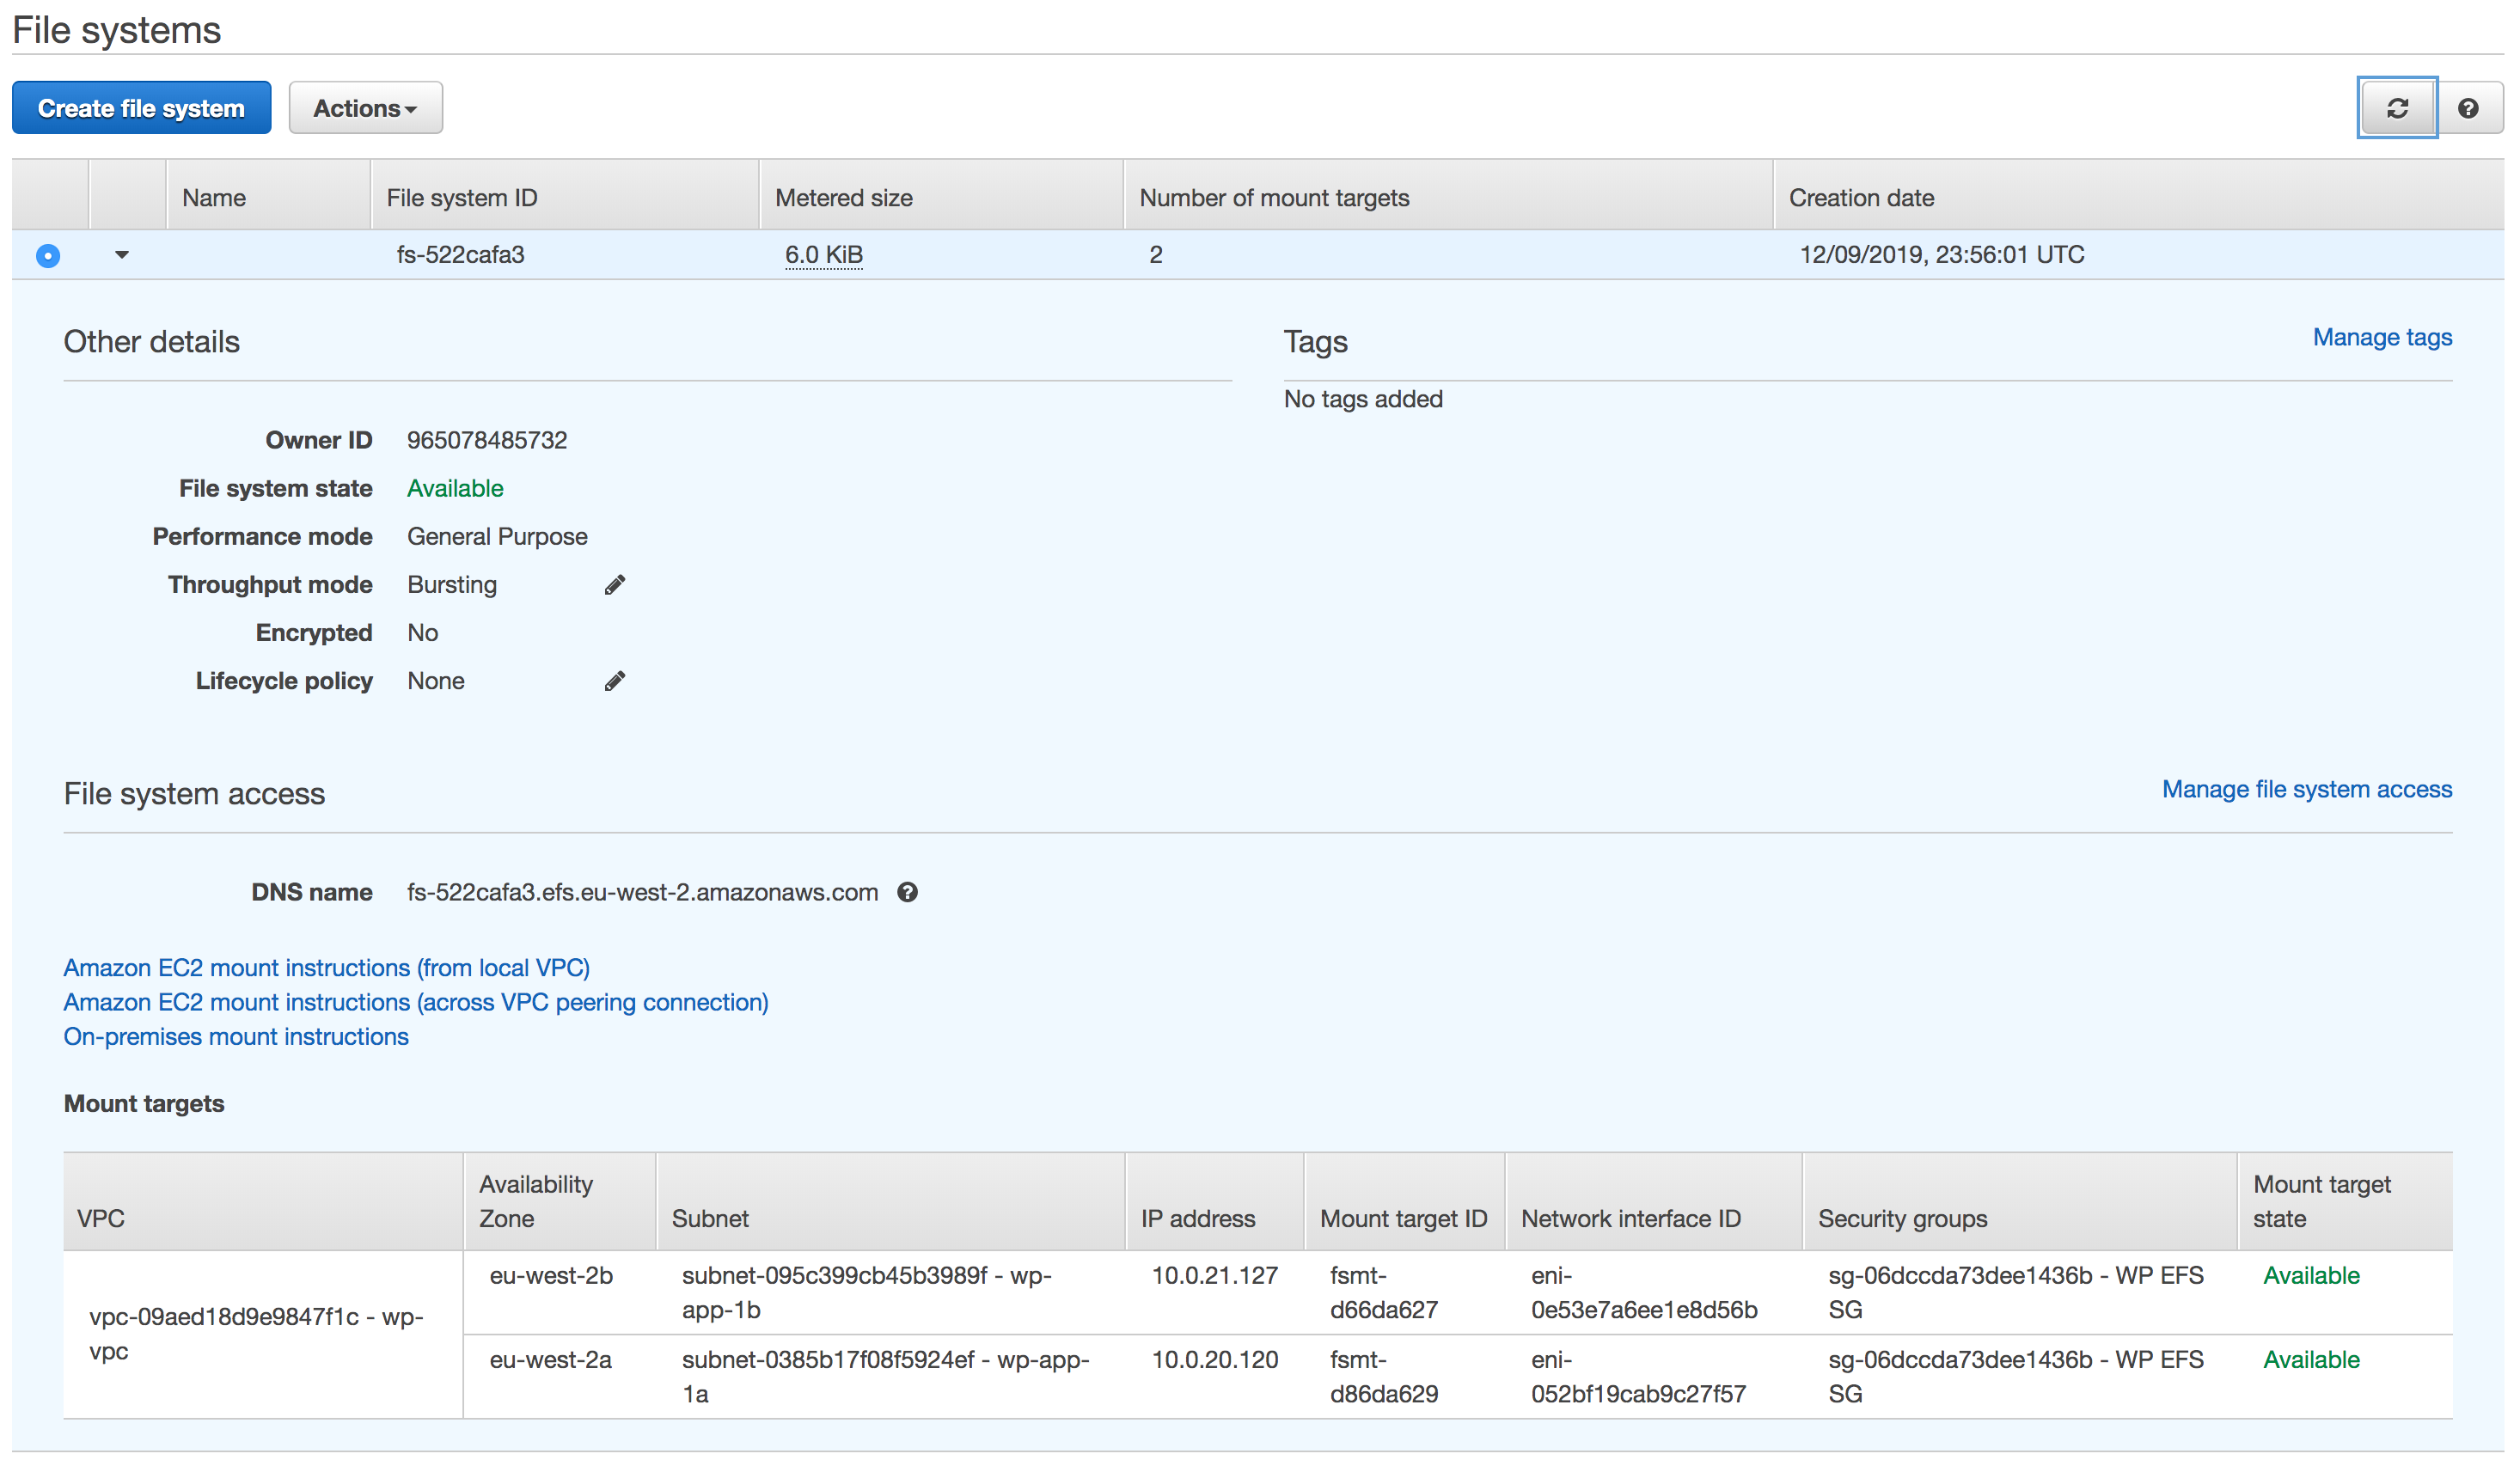 File systems
Create file system Actions
Name File system ID Metered size Number of mount targets Creation date
fs-522cafa3 6.0 KiB 2 12/09/2019, 23:56:01 UTC
Other details Tags Manage tags
No tags added
Owner ID 965078485732
File system state Available
Performance mode General Purpose
Throughput mode Bursting
Encrypted No
Lifecycle policy None
File system access Manage file system access
DNS name fs-522cafa3.efs.eu-west-2.amazonaws.com
Amazon EC2 mount instructions (from local VPC)
Amazon EC2 mount instructions (across VPC peering connection)
On-premises mount instructions
Mount targets
VPC Availability Zone Subnet IP address Mount target ID Network interface ID Security groups Mount target state
vpc-09aed18d9e9847f1c - wp-vpc
eu-west-2b subnet-095c399cb45b3989f - wp-app-1b 10.0.21.127 fsmt-d66da627 eni-0e53e7a6ee1e8d56b sg-06dccda73dee1436b - WP EFS SG Available
eu-west-2a subnet-0385b17f08f5924ef - wp-app-1a 10.0.20.120 fsmt-d86da629 eni-052bf19cab9c27f57 sg-06dccda73dee1436b - WP EFS SG Available